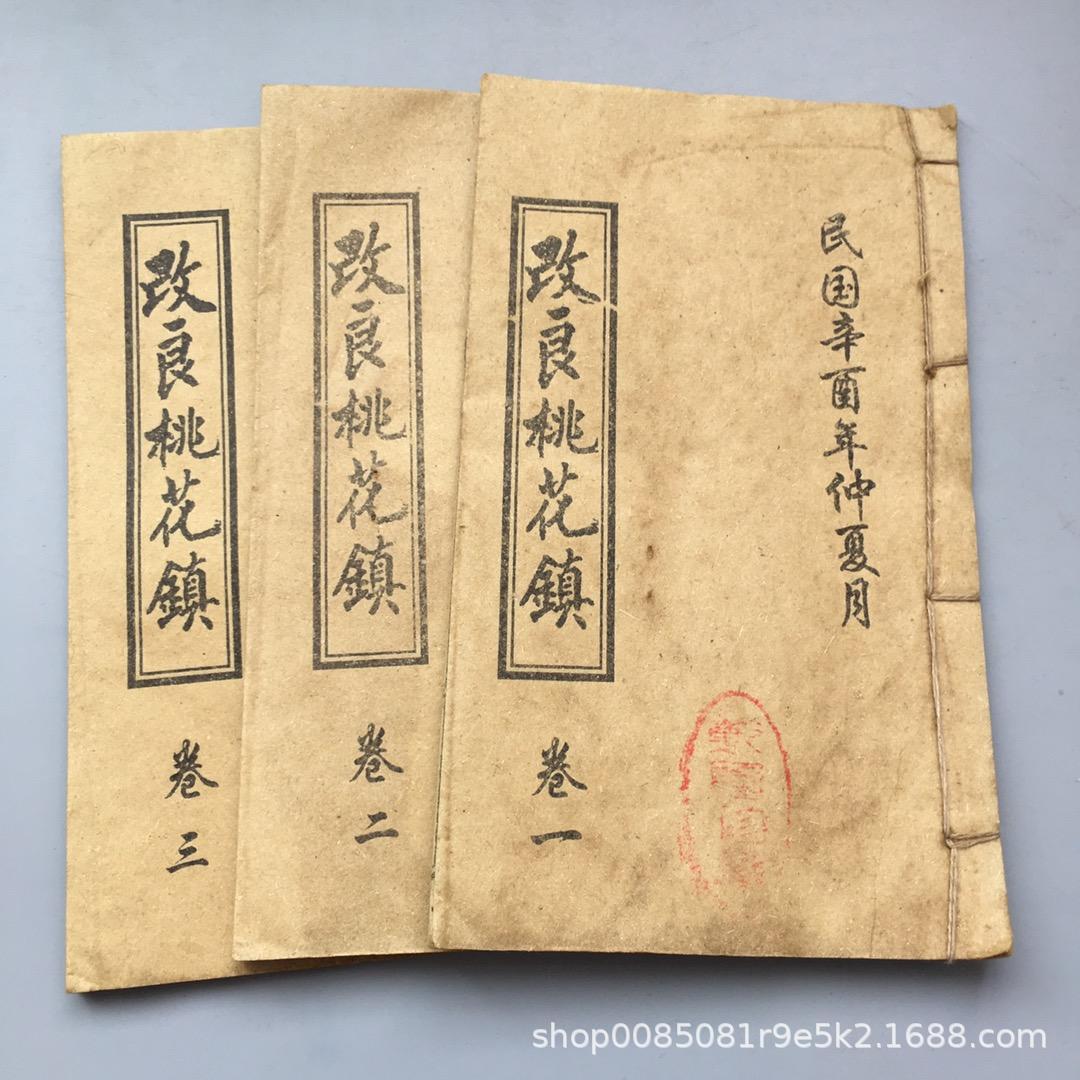 民国辛酉年仲夏月
改良桃花鎮
卷一
改良桃花鎮
卷二
改良桃花鎮
卷三
shop0085081r9e5k2.1688.com